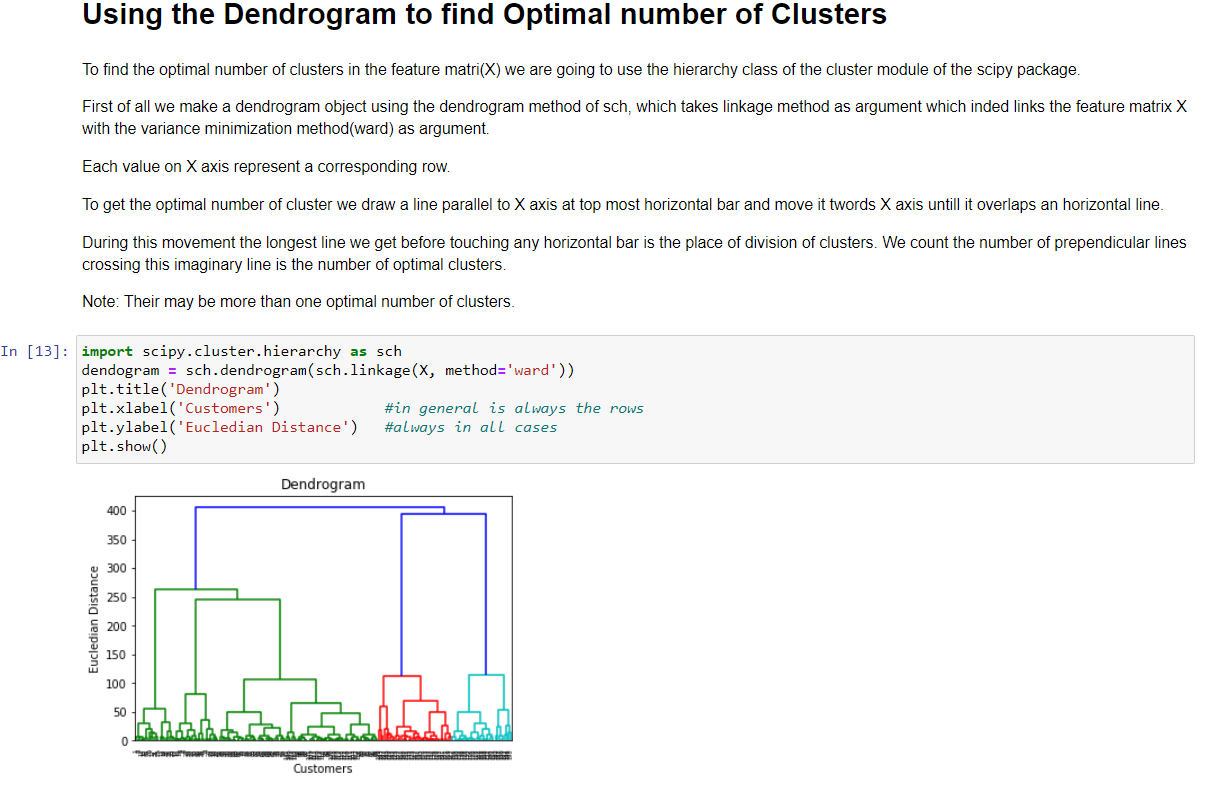 Using the Dendrogram to find Optimal number of Clusters
To find the optimal number of clusters in the feature matri(X) we are going to use the hierarchy class of the cluster module of the scipy package.
First of all we make a dendrogram object using the dendrogram method of sch, which takes linkage method as argument which inded links the feature matrix X
with the variance minimization method(ward) as argument.
Each value on X axis represent a corresponding row.
To get the optimal number of cluster we draw a line parallel to X axis at top most horizontal bar and move it twords X axis untill it overlaps an horizontal line.
During this movement the longest line we get before touching any horizontal bar is the place of division of clusters. We count the number of prependicular lines
crossing this imaginary line is the number of optimal clusters.
Note: Their may be more than one optimal number of clusters.
In [13]:
import scipy.cluster.hierarchy as sch
dendogram = sch.dendrogram(sch.linkage(X, method='ward'))
plt.title('Dendrogram')
plt.xlabel('Customers') #in general is always the rows
plt.ylabel('Eucledian Distance') #always in all cases
plt.show()
Dendrogram
400
350
300
250
200
150
100
50
0
Eucledian Distance
Customers